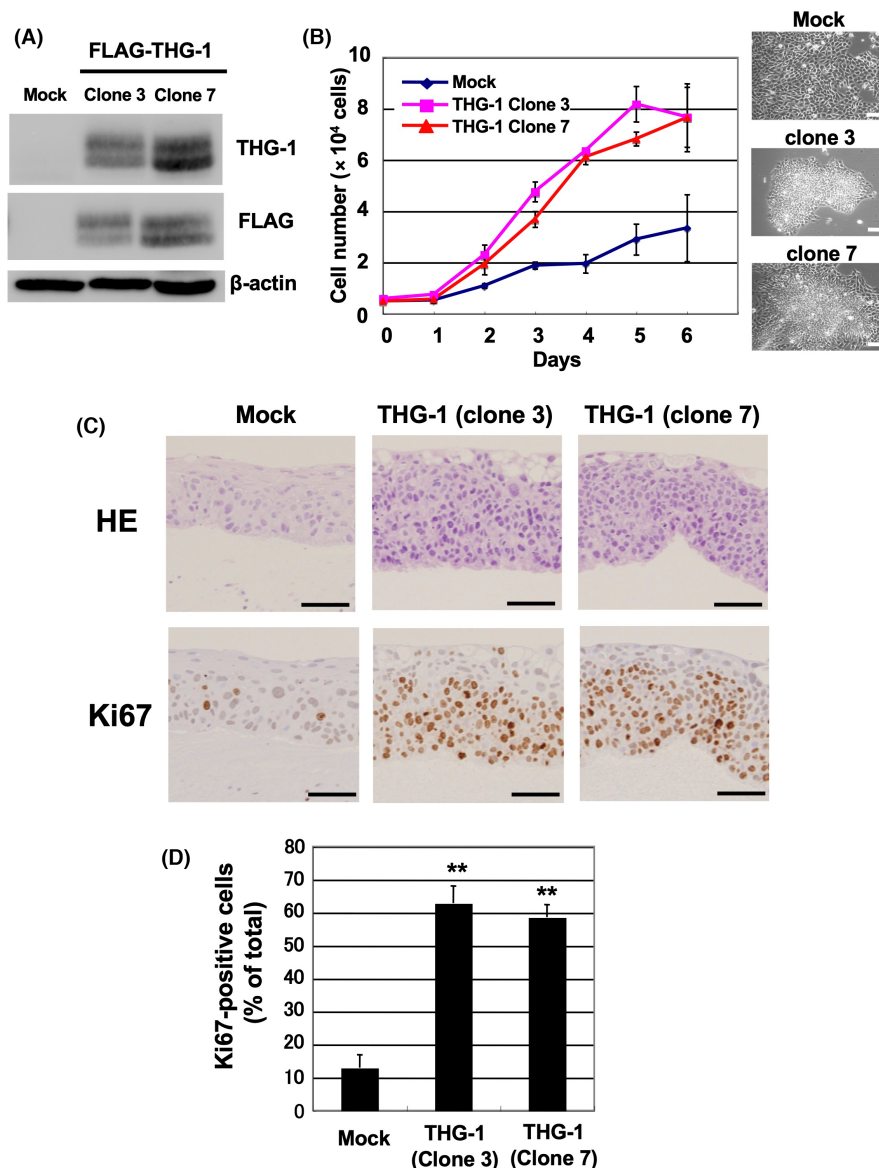 (A)
FLAG-THG-1
Mock Clone 3 Clone 7
THG-1
FLAG
β-actin
(B)
Cell number (× 10⁴ cells)
10
8
6
4
2
0
Mock
THG-1 Clone 3
THG-1 Clone 7
0 1 2 3 4 5 6
Days
Mock
clone 3
clone 7
(C)
Mock THG-1 (clone 3) THG-1 (clone 7)
HE
Ki67
(D)
Ki67-positive cells
(% of total)
80
70
60
50
40
30
20
10
0
**
**
Mock
THG-1
(Clone 3)
THG-1
(Clone 7)